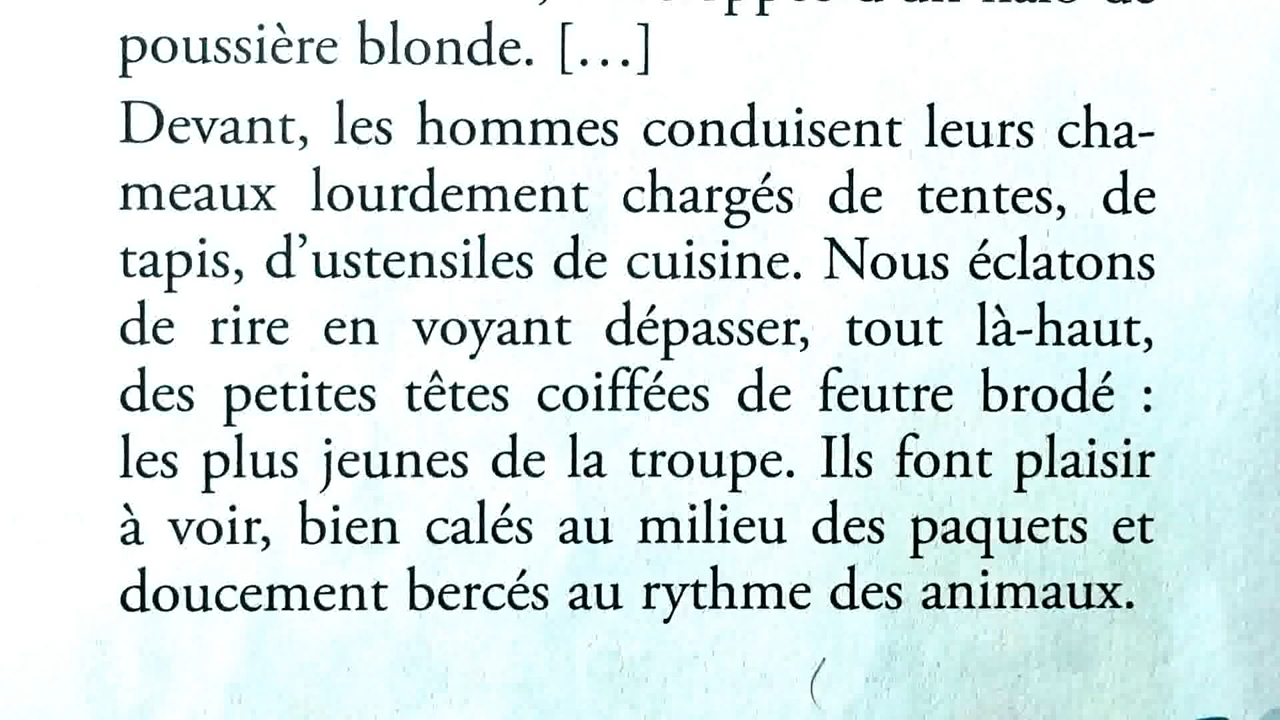 d'un halo de
poussière blonde. […]
Devant, les hommes conduisent leurs cha-
meaux lourdement chargés de tentes, de
tapis, d'ustensiles de cuisine. Nous éclatons
de rire en voyant dépasser, tout là-haut,
des petites têtes coiffées de feutre brodé :
les plus jeunes de la troupe. Ils font plaisir
à voir, bien calés au milieu des paquets et
doucement bercés au rythme des animaux.